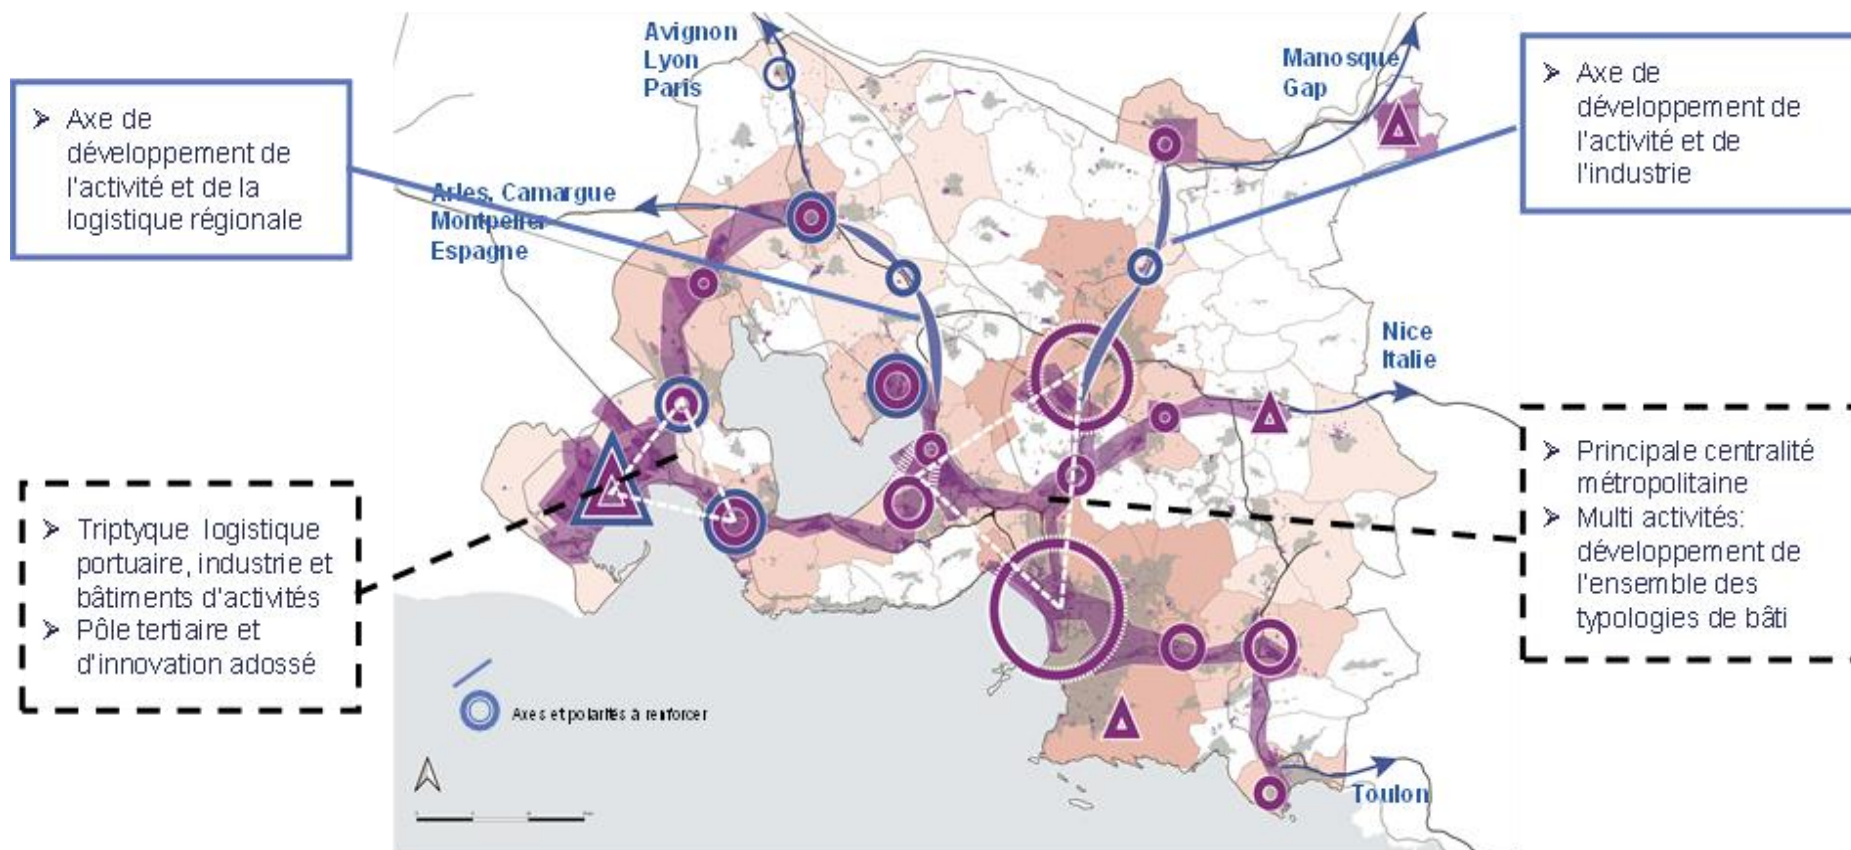 Avignon
Lyon
Paris
Manosque
Gap
➢ Axe de
développement de
l'activité et de la
logistique régionale
➢ Axe de
développement de
l'activité et de
l'industrie
Arles, Camargue
Montpellier
Espagne
Nice
Italie
➢ Triptyque logistique
portuaire, industrie et
bâtiments d'activités
➢ Pôle tertiaire et
d'innovation adossé
➢ Principale centralité
métropolitaine
➢ Multi activités:
développement de
l'ensemble des
typologies de bâti
Axes et polarités à renforcer
Toulon